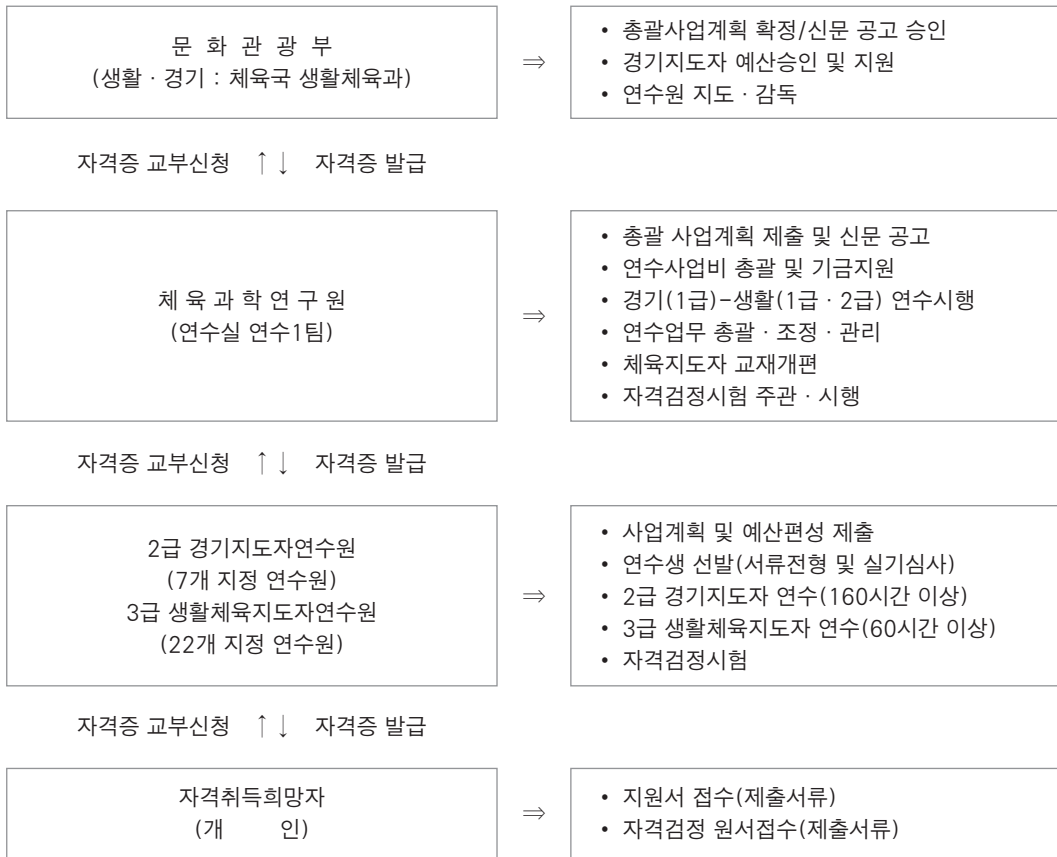 문 화 관 광 부
(생활 · 경기 : 체육국 생활체육과)
⇒
• 총괄사업계획 확정/신문 공고 승인
• 경기지도자 예산승인 및 지원
• 연수원 지도 · 감독
자격증 교부신청 ↑↓ 자격증 발급
체 육 과 학 연 구 원
(연수실 연수1팀)
⇒
• 총괄 사업계획 제출 및 신문 공고
• 연수사업비 총괄 및 기금지원
• 경기(1급)-생활(1급 · 2급) 연수시행
• 연수업무 총괄 · 조정 · 관리
• 체육지도자 교재개편
• 자격검정시험 주관 · 시행
자격증 교부신청 ↑↓ 자격증 발급
2급 경기지도자연수원
(7개 지정 연수원)
3급 생활체육지도자연수원
(22개 지정 연수원)
⇒
• 사업계획 및 예산편성 제출
• 연수생 선발(서류전형 및 실기심사)
• 2급 경기지도자 연수(160시간 이상)
• 3급 생활체육지도자 연수(60시간 이상)
• 자격검정시험
자격증 교부신청 ↑↓ 자격증 발급
자격취득희망자
(개 인)
⇒
• 지원서 접수(제출서류)
• 자격검정 원서접수(제출서류)